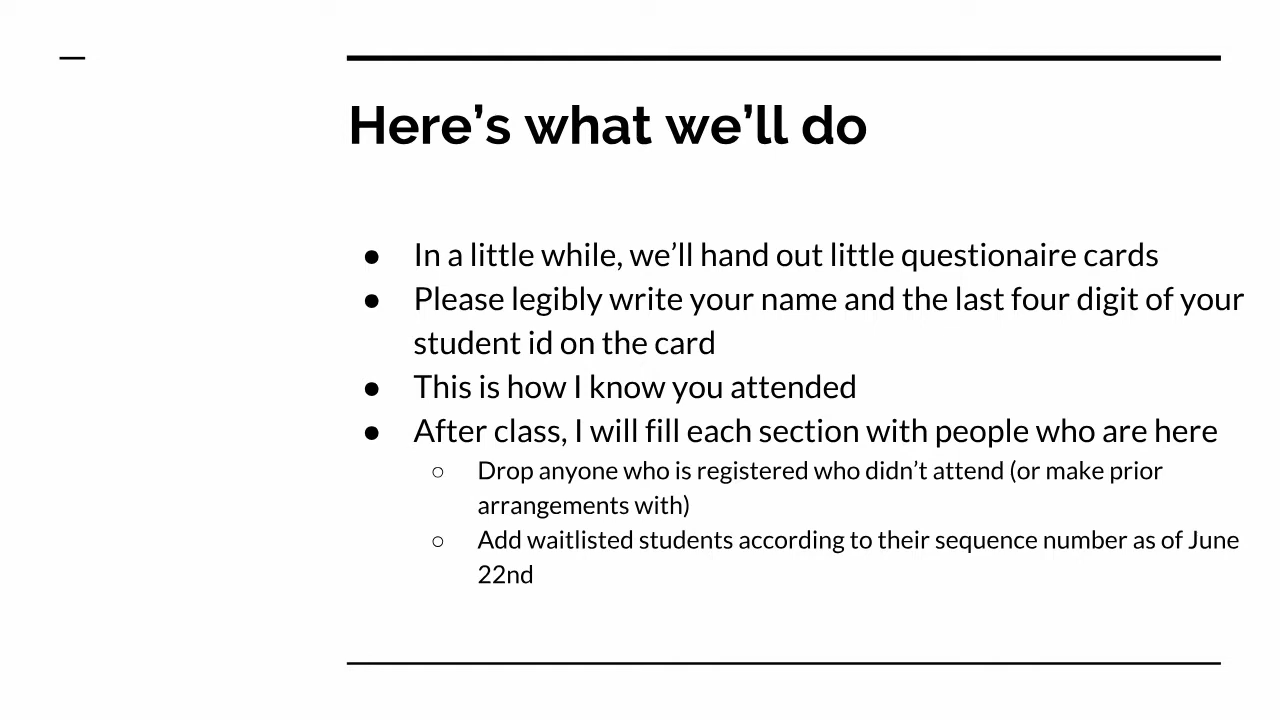 Here’s what we’ll do
● In a little while, we’ll hand out little questionaire cards
● Please legibly write your name and the last four digit of your
student id on the card
● This is how I know you attended
● After class, I will fill each section with people who are here
○ Drop anyone who is registered who didn’t attend (or make prior
arrangements with)
○ Add waitlisted students according to their sequence number as of June
22nd